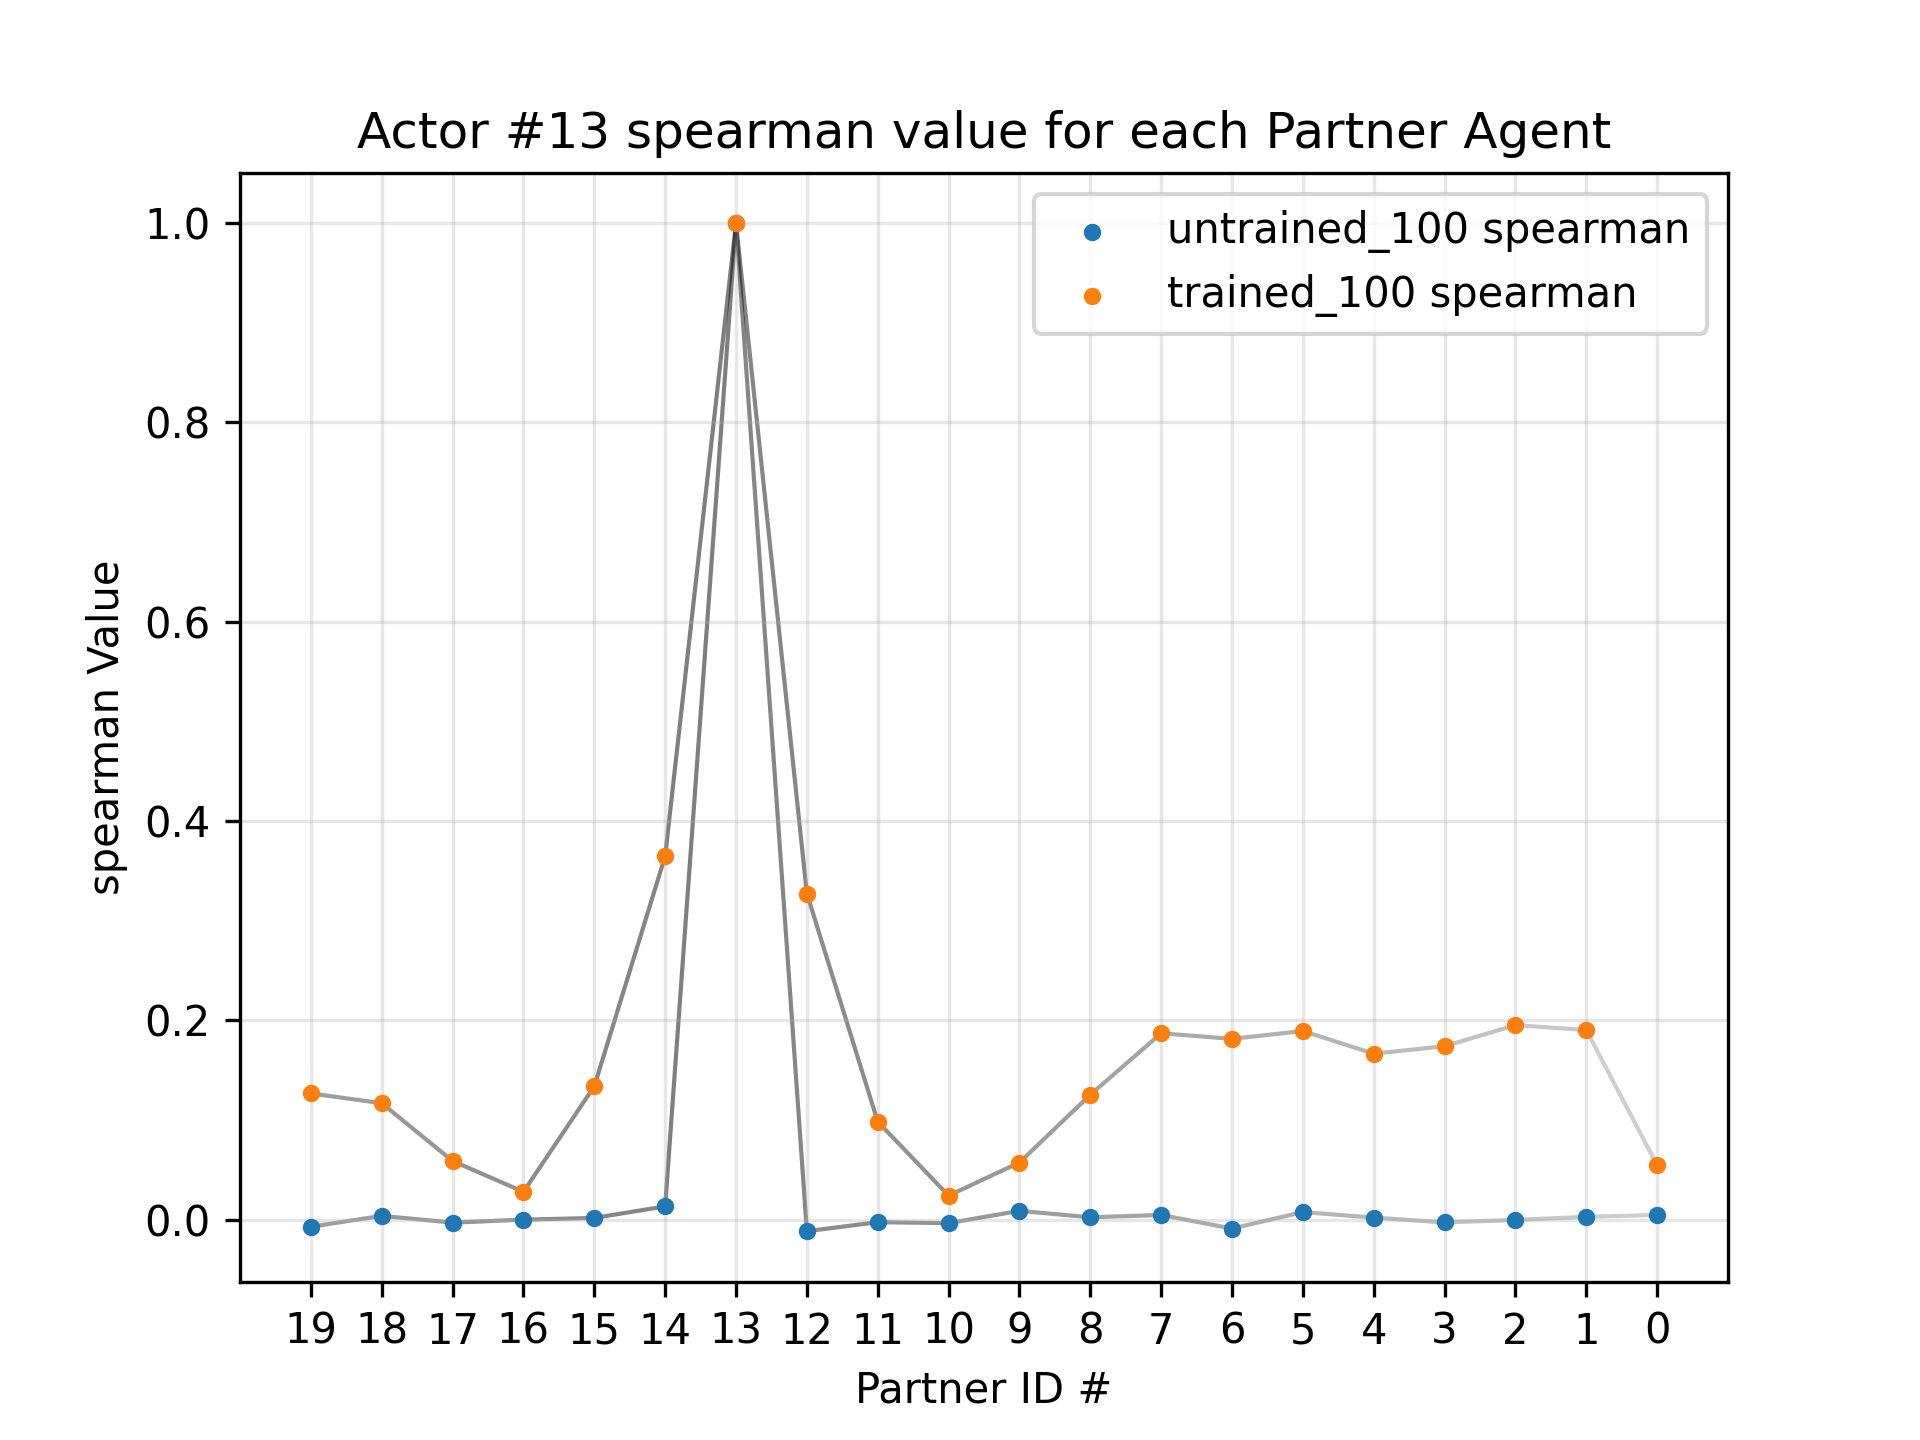 Actor #13 spearman value for each Partner Agent
untrained_100 spearman
trained_100 spearman
1.0
0.8
0.6
0.4
0.2
0.0
spearman Value
19 18 17 16 15 14 13 12 11 10 9 8 7 6 5 4 3 2 1 0
Partner ID #